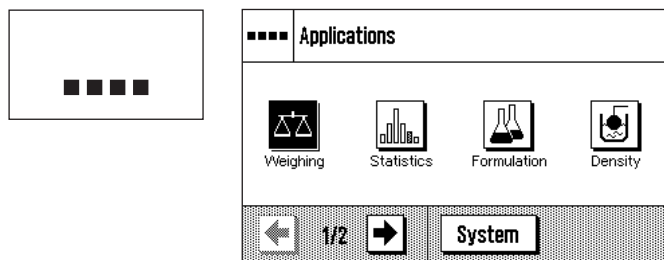 Applications
Weighing Statistics Formulation Density
1/2 System